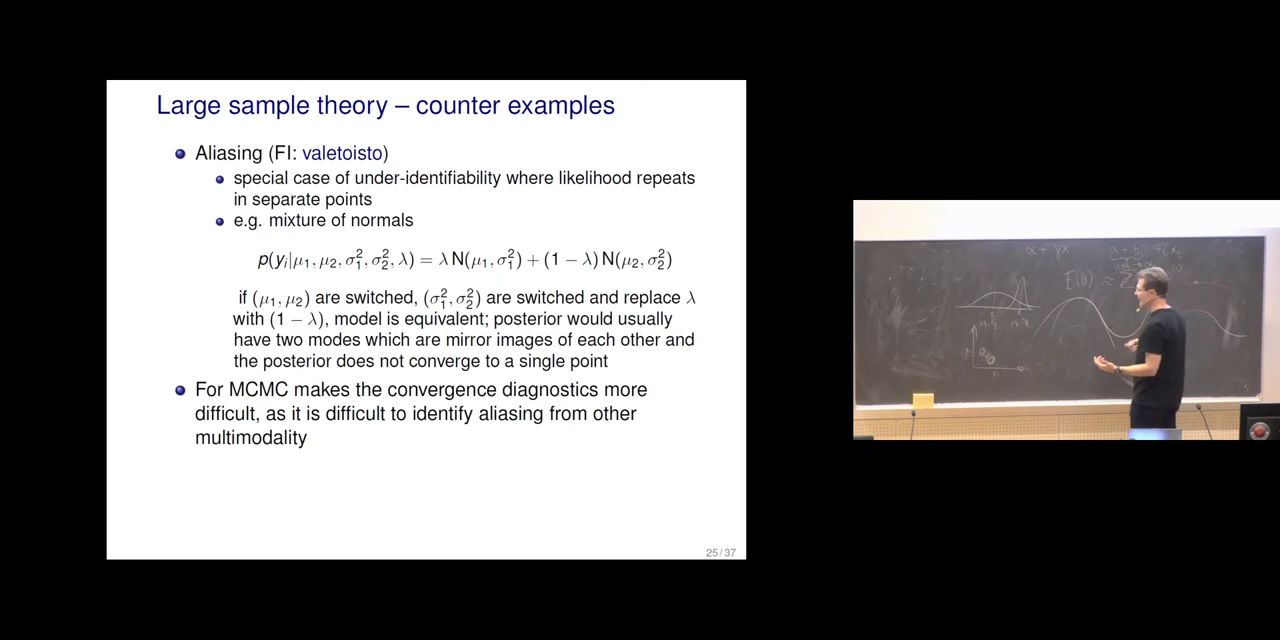 Large sample theory – counter examples
Aliasing (FI: valetoisto)
special case of under-identifiability where likelihood repeats
in separate points
e.g. mixture of normals
p(yᵢ|μ₁, μ₂, σ₁², σ₂², λ) = λ N(μ₁, σ₁²) + (1 − λ) N(μ₂, σ₂²)
if (μ₁, μ₂) are switched, (σ₁², σ₂²) are switched and replace λ
with (1 − λ), model is equivalent; posterior would usually
have two modes which are mirror images of each other and
the posterior does not converge to a single point
For MCMC makes the convergence diagnostics more
difficult, as it is difficult to identify aliasing from other
multimodality
25 / 37
E(θ) ≈ Σ